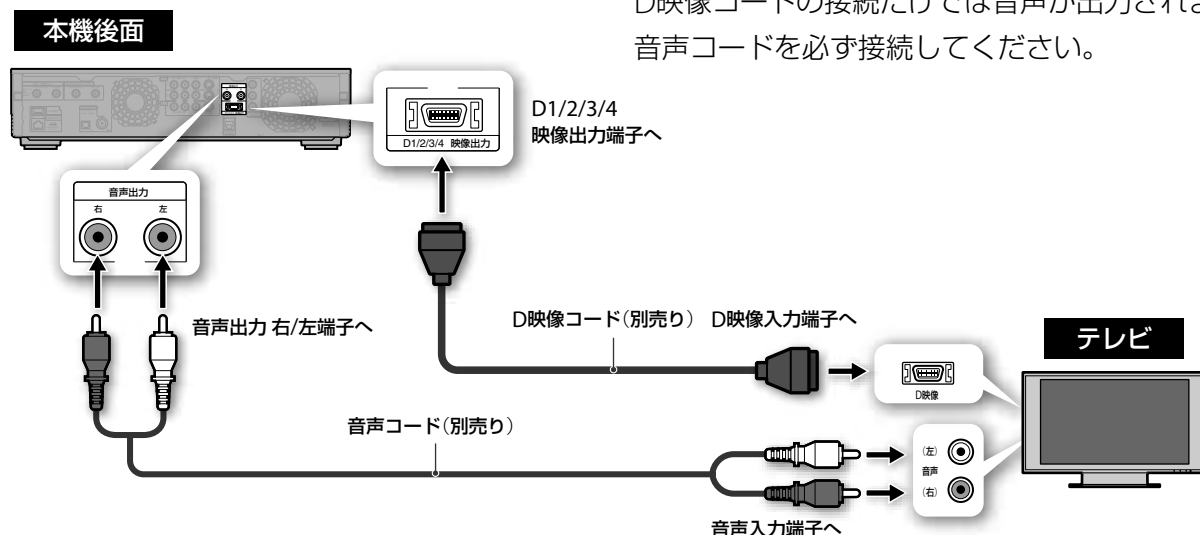 D映像コードの接続だけでは音声が出力されま
音声コードを必ず接続してください。
本機後面
D1/2/3/4
映像出力端子へ
D1/2/3/4 映像出力
音声出力
右 左
音声出力 右/左端子へ
D映像コード(別売り) D映像入力端子へ
テレビ
D映像
音声コード(別売り)
(左)
音声
(右)
音声入力端子へ